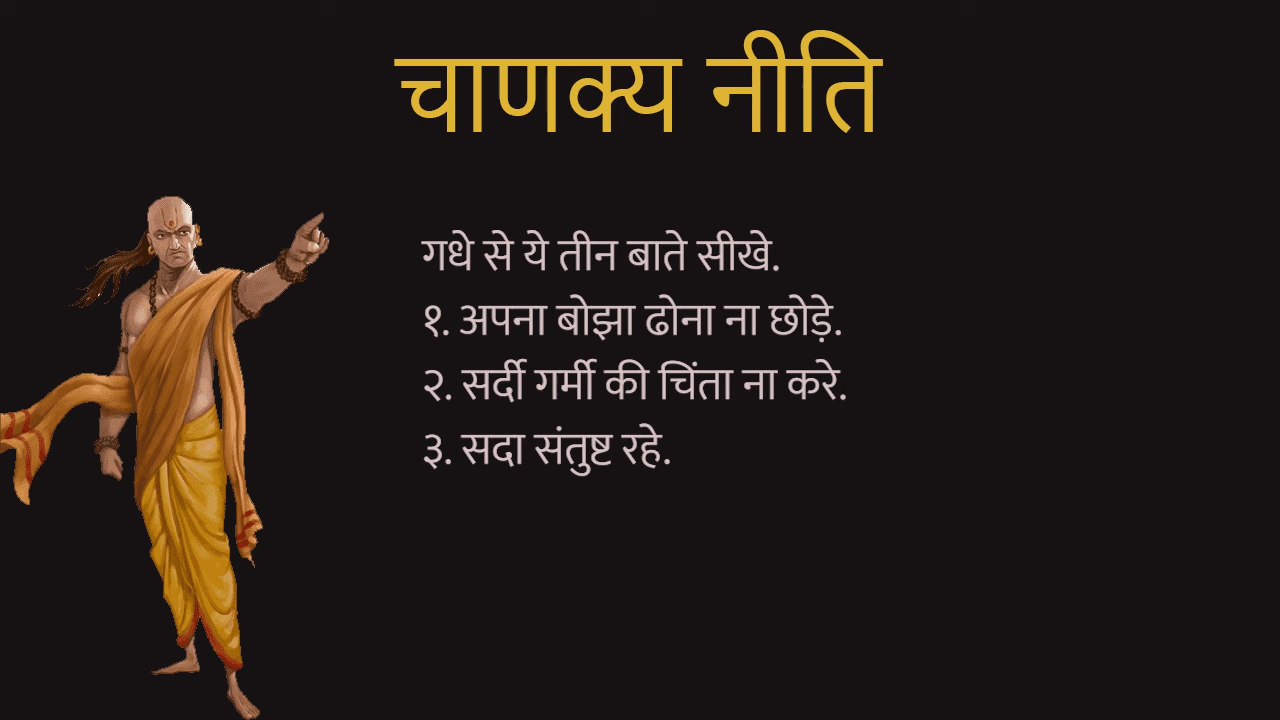 चाणक्य नीति
गधे से ये तीन बाते सीखे.
१. अपना बोझा ढोना ना छोड़े.
२. सर्दी गर्मी की चिंता ना करे.
३. सदा संतुष्ट रहे.